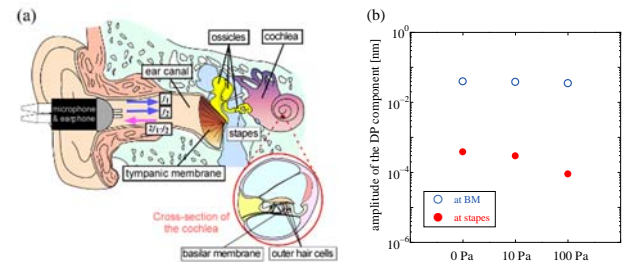 (a)
ossicles
cochlea
ear canal
microphone
& earphone
f1
f2
2f1-f2
stapes
tympanic membrane
Cross-section of
the cochlea
basilar membrane
outer hair cells
(b)
amplitude of the DP component [nm]
10^0
10^-2
10^-4
10^-6
at BM
at stapes
0 Pa
10 Pa
100 Pa